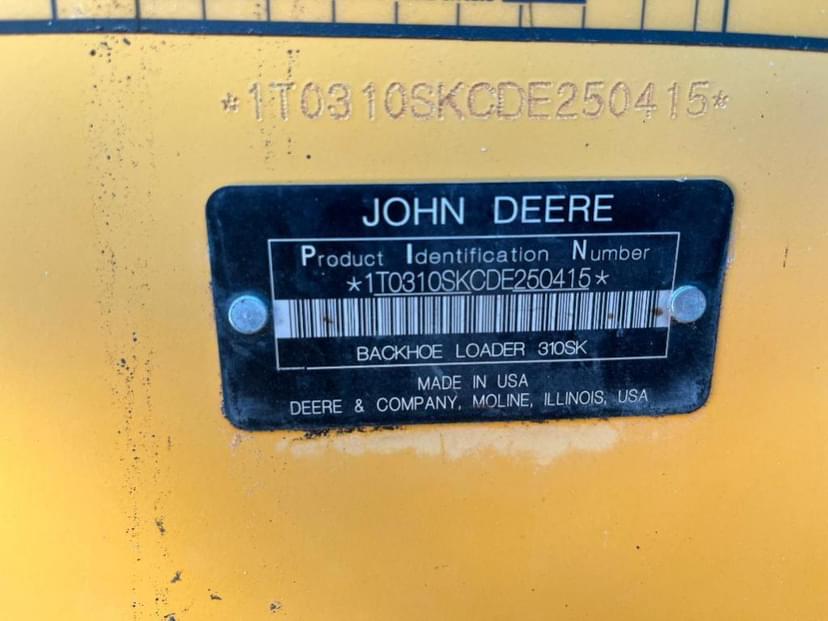 *1T0310SKCDE250415*
JOHN DEERE
Product Identification Number
*1T0310SKCDE250415*
BACKHOE LOADER 310SK
MADE IN USA
DEERE & COMPANY, MOLINE, ILLINOIS, USA